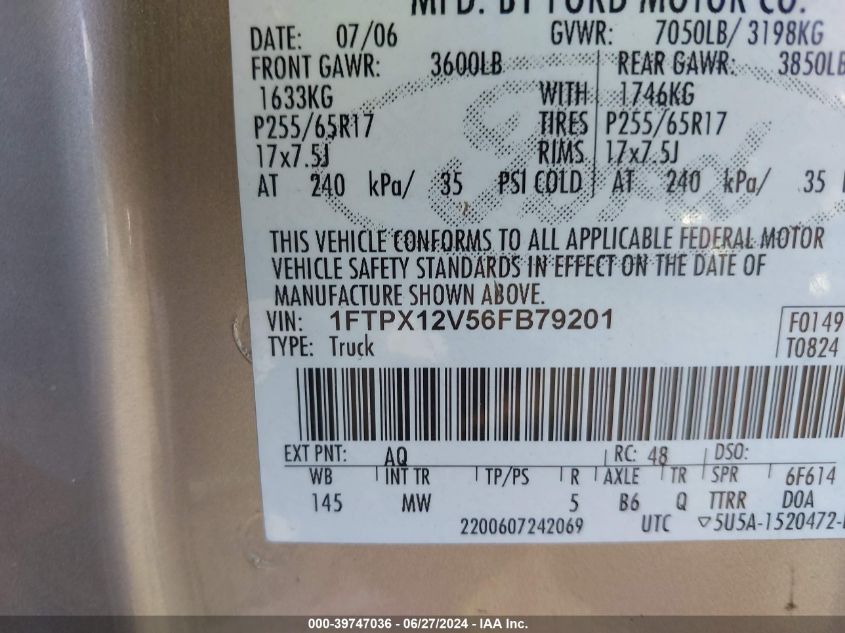 MFD. BY FORD MOTOR CO.
DATE: 07/06 GVWR: 7050LB/ 3198KG
FRONT GAWR: 3600LB REAR GAWR: 3850LB
1633KG WITH 1746KG
P255/65R17 TIRES P255/65R17
17x7.5J RIMS 17x7.5J
AT 240 kPa/ 35 PSI COLD AT 240 kPa/ 35
THIS VEHICLE CONFORMS TO ALL APPLICABLE FEDERAL MOTOR
VEHICLE SAFETY STANDARDS IN EFFECT ON THE DATE OF
MANUFACTURE SHOWN ABOVE.
VIN: 1FTPX12V56FB79201 F0149
TYPE: Truck T0824
EXT PNT: AQ RC: 48 DSO:
WB INT TR TP/PS R AXLE TR SPR 6F614
145 MW 5 B6 Q TTRR DOA
2200607242069 UTC ▽5U5A-1520472-
000-39747036 - 06/27/2024 - IAA Inc.